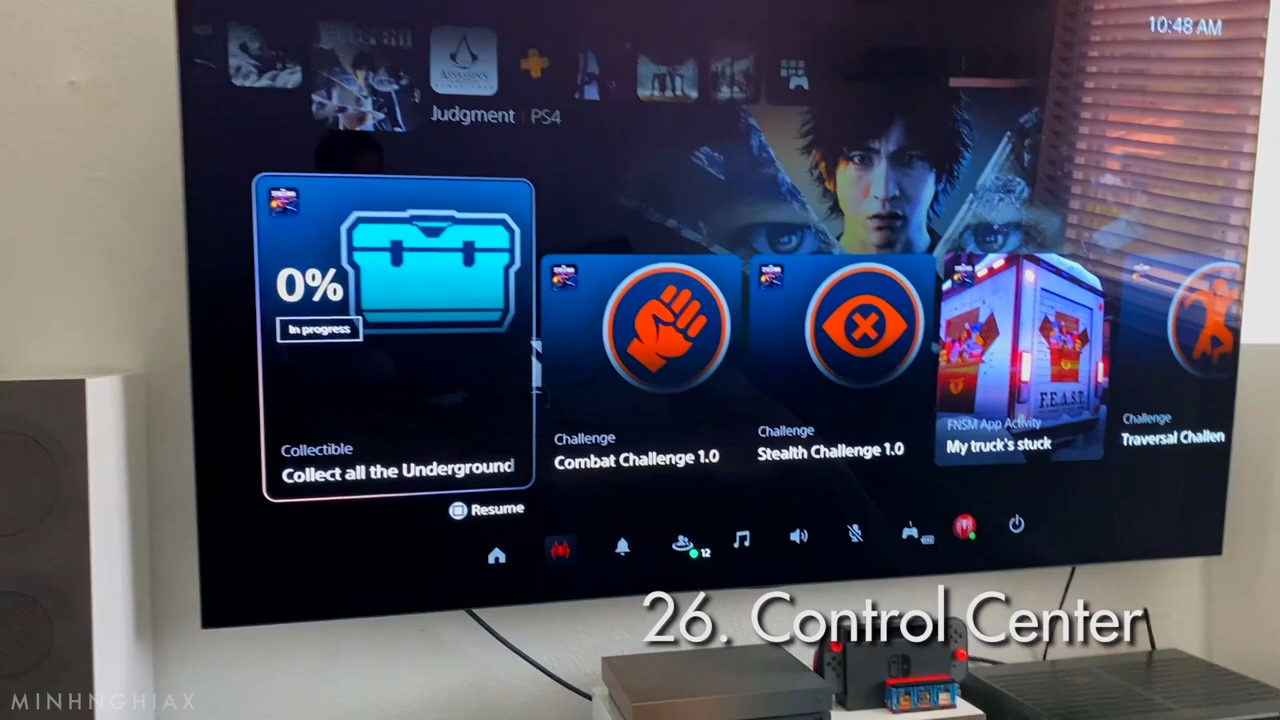 10:48 AM
ASSASSIN'S
Judgment | PS4
0%
In progress
Collectible
Collect all the Underground
Resume
Challenge
Combat Challenge 1.0
Challenge
Stealth Challenge 1.0
F.E.A.S.T.
FNSM App Activity
My truck's stuck
Challenge
Traversal Challen
12
26. Control Center
MINHNGHIAX